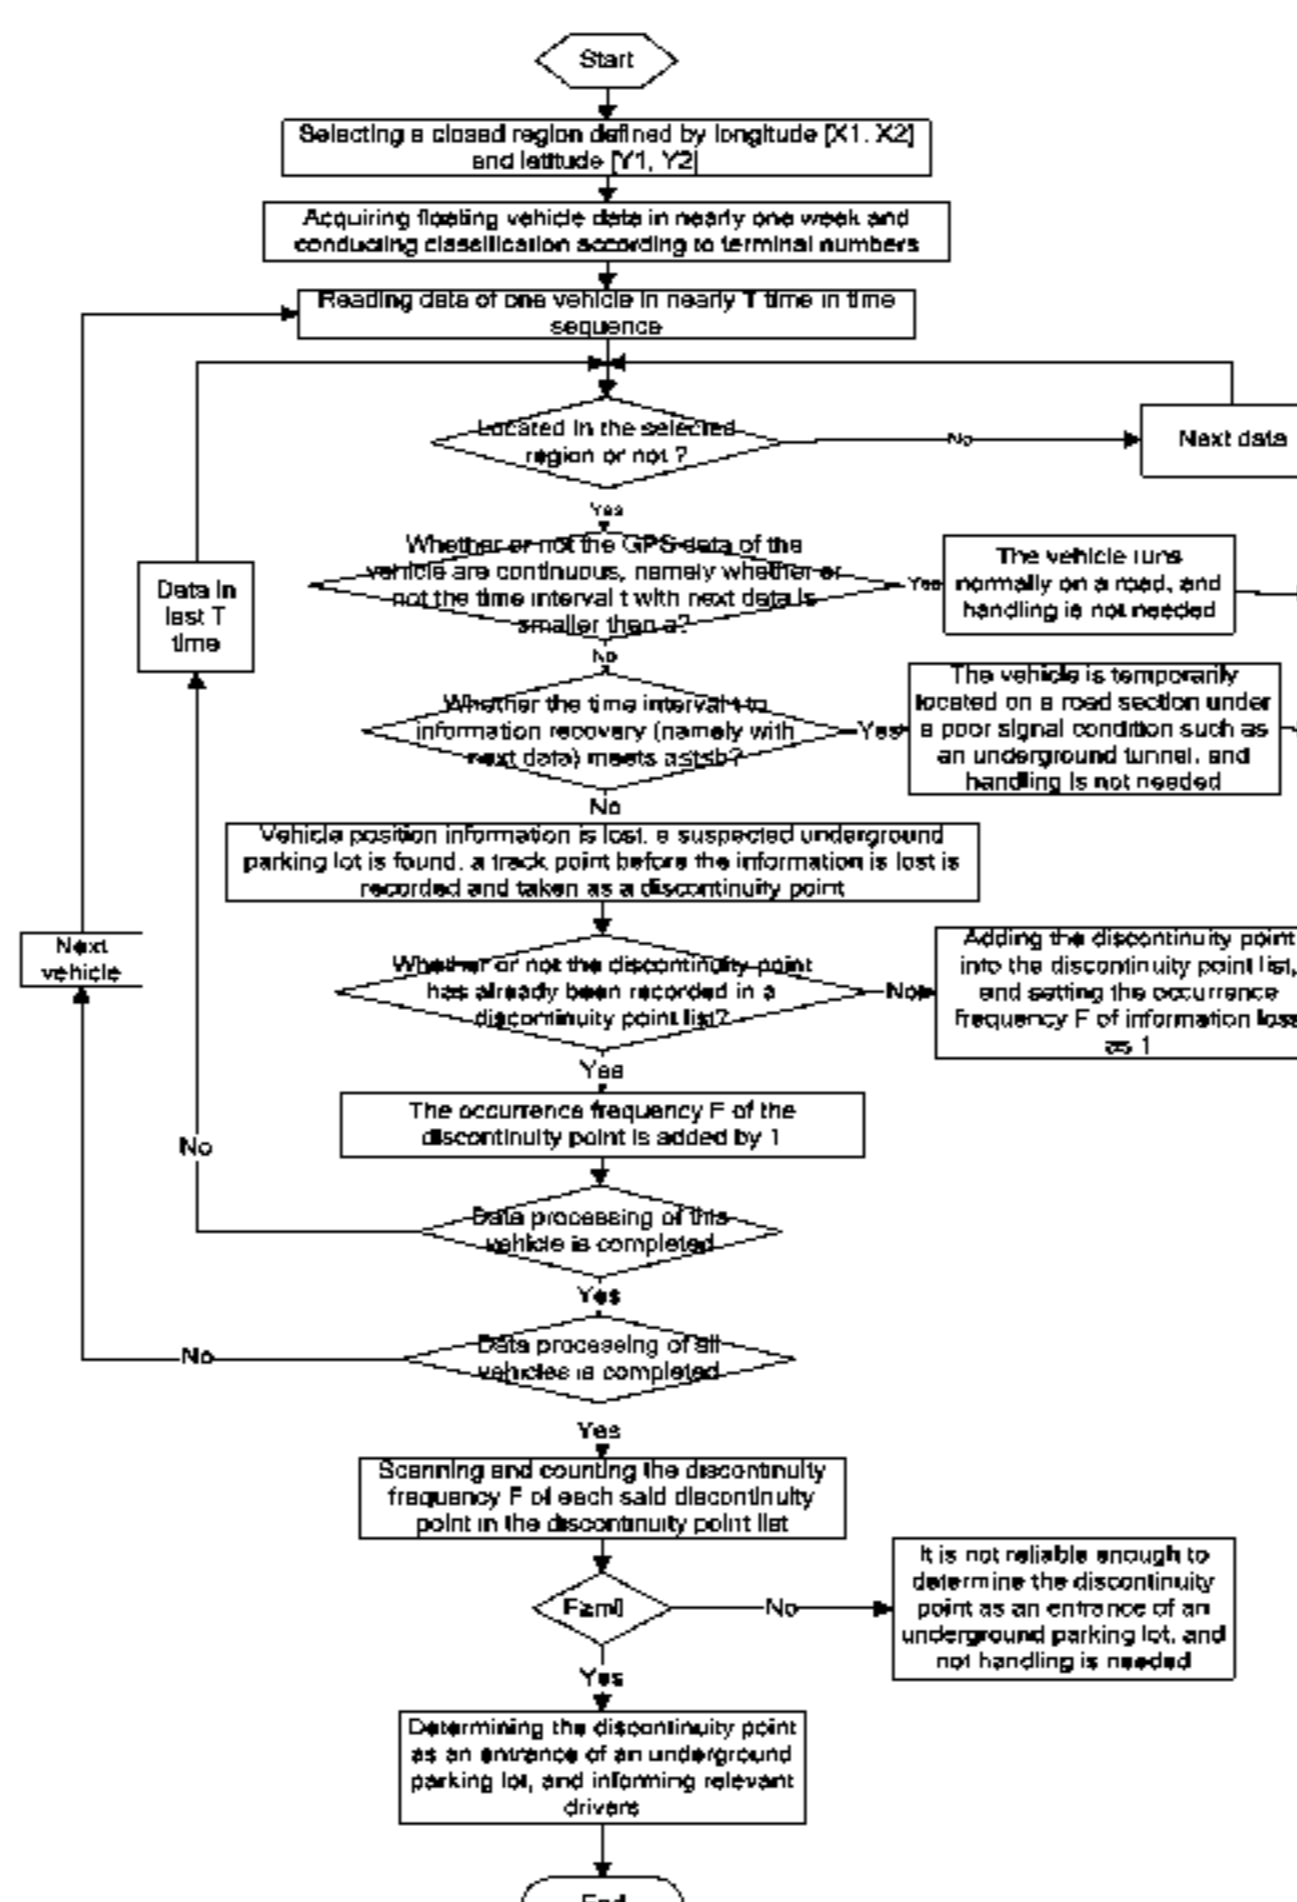 Start
Selecting a closed region defined by longitude [X1, X2]
and latitude [Y1, Y2]
Acquiring floating vehicle data in nearly one week and
conducting classification according to terminal numbers
Reading data of one vehicle in nearly T time in time
sequence
Located in the selected
region or not ?
No
Next data
Yes
Whether or not the GPS data of the
vehicle are continuous, namely whether or
not the time interval t with next data is
smaller than a?
Yes
The vehicle runs
normally on a road, and
handling is not needed
Data in
last T
time
No
Whether the time interval t to
information recovery (namely with
next data) meets a≤t≤b?
Yes
The vehicle is temporarily
located on a road section under
a poor signal condition such as
an underground tunnel, and
handling is not needed
No
Vehicle position information is lost, a suspected underground
parking lot is found, a track point before the information is lost is
recorded and taken as a discontinuity point
Next
vehicle
Whether or not the discontinuity point
has already been recorded in a
discontinuity point list?
No
Adding the discontinuity point
into the discontinuity point list,
and setting the occurrence
frequency F of information loss
as 1
Yes
The occurrence frequency F of the
discontinuity point is added by 1
No
Data processing of this
vehicle is completed
Yes
Data processing of all
vehicles is completed
No
Yes
Scanning and counting the discontinuity
frequency F of each said discontinuity
point in the discontinuity point list
No
Yes
It is not reliable enough to
determine the discontinuity
point as an entrance of an
underground parking lot, and
not handling is needed
Determining the discontinuity point
as an entrance of an underground
parking lot, and informing relevant
drivers
End